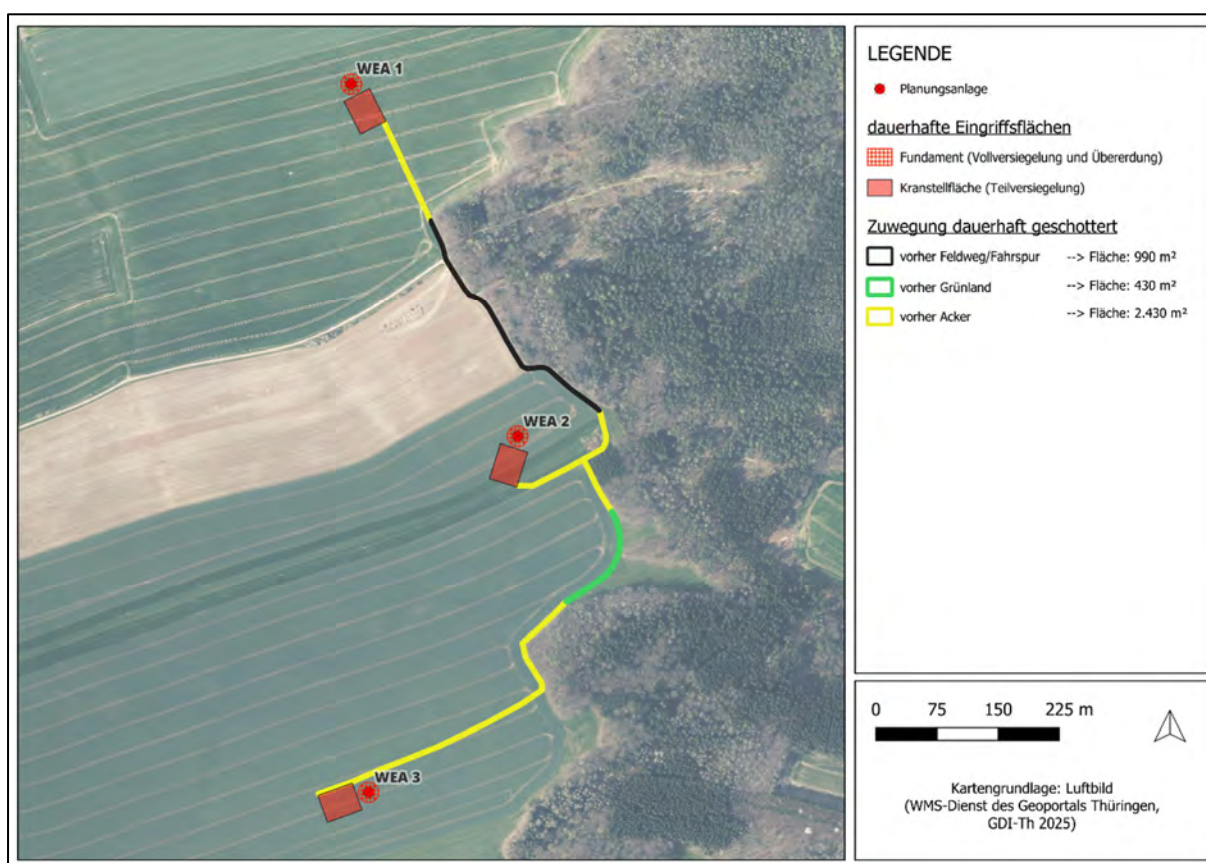 WEA 1
WEA 2
WEA 3
LEGENDE
Planungsanlage
dauerhafte Eingriffsflächen
Fundament (Vollversiegelung und Übererdung)
Kranstellfläche (Teilversiegelung)
Zuwegung dauerhaft geschottert
vorher Feldweg/Fahrspur --> Fläche: 990 m²
vorher Grünland --> Fläche: 430 m²
vorher Acker --> Fläche: 2.430 m²
0 75 150 225 m
Kartengrundlage: Luftbild
(WMS-Dienst des Geoportals Thüringen,
GDI-Th 2025)